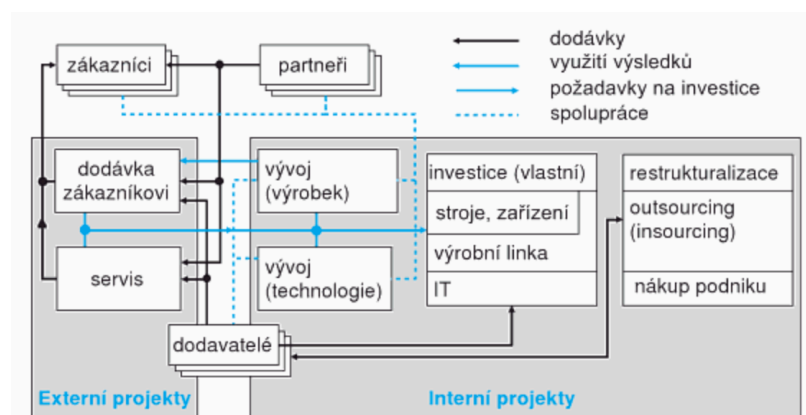 zákazníci
partneři
dodávky
využití výsledků
požadavky na investice
spolupráce
dodávka
zákazníkovi
servis
vývoj
(výrobek)
vývoj
(technologie)
investice (vlastní)
stroje, zařízení
výrobní linka
IT
restrukturalizace
outsourcing
(insourcing)
nákup podniku
dodavatelé
Externí projekty
Interní projekty